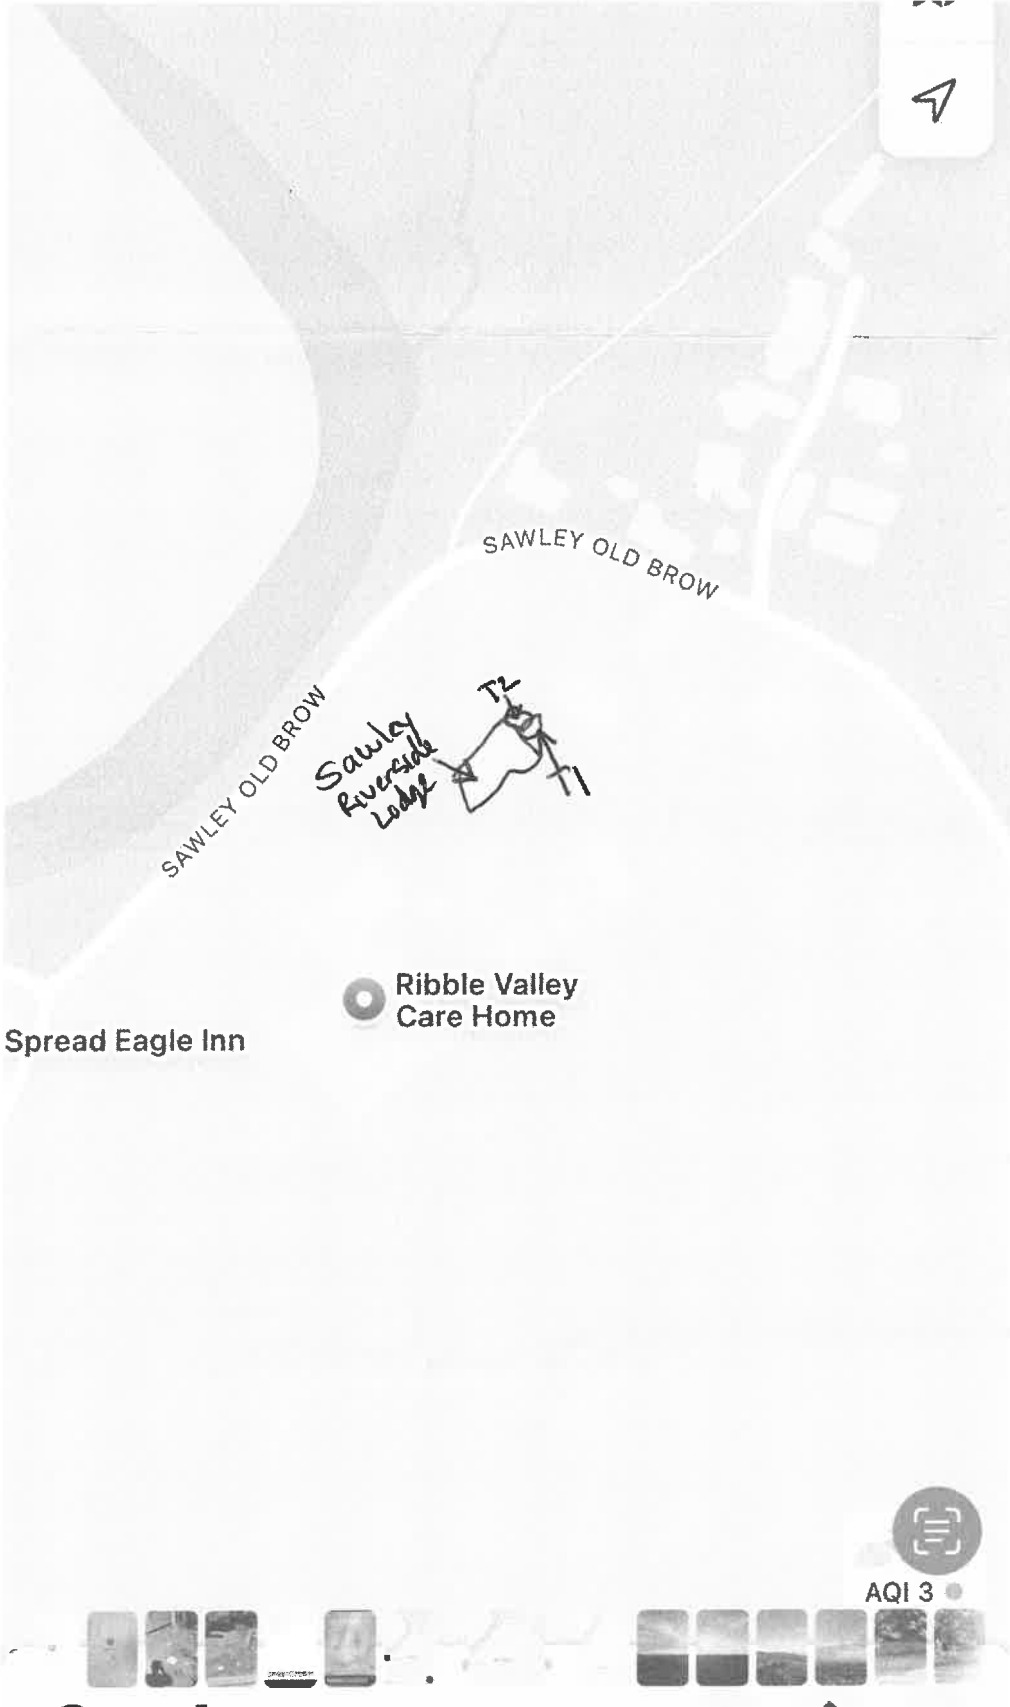 SAWLEY OLD BROW
T2
SAWLEY OLD BROW
Sawley
Riverside
Lodge
T1
Ribble Valley
Care Home
Spread Eagle Inn
AQI 3